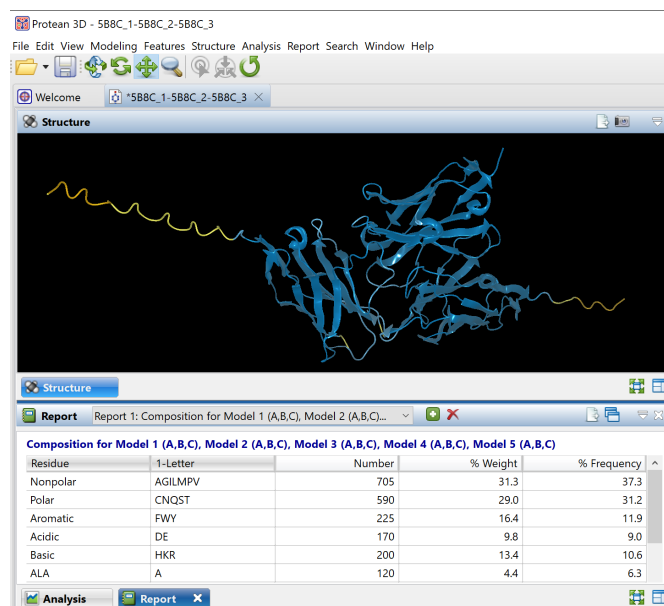 Protean 3D - 5B8C_1-5B8C_2-5B8C_3
File Edit View Modeling Features Structure Analysis Report Search Window Help
Welcome *5B8C_1-5B8C_2-5B8C_3
Structure
Structure
Report Report 1: Composition for Model 1 (A,B,C), Model 2 (A,B,C)...
Composition for Model 1 (A,B,C), Model 2 (A,B,C), Model 3 (A,B,C), Model 4 (A,B,C), Model 5 (A,B,C)
Residue 1-Letter Number % Weight % Frequency
Nonpolar AGILMPV 705 31.3 37.3
Polar CNQST 590 29.0 31.2
Aromatic FWY 225 16.4 11.9
Acidic DE 170 9.8 9.0
Basic HKR 200 13.4 10.6
ALA A 120 4.4 6.3
Analysis Report